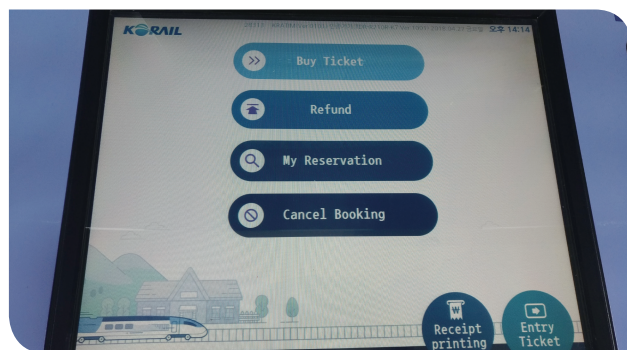 KORAIL
오후 14:14
Buy Ticket
Refund
My Reservation
Cancel Booking
Receipt
printing
Entry
Ticket